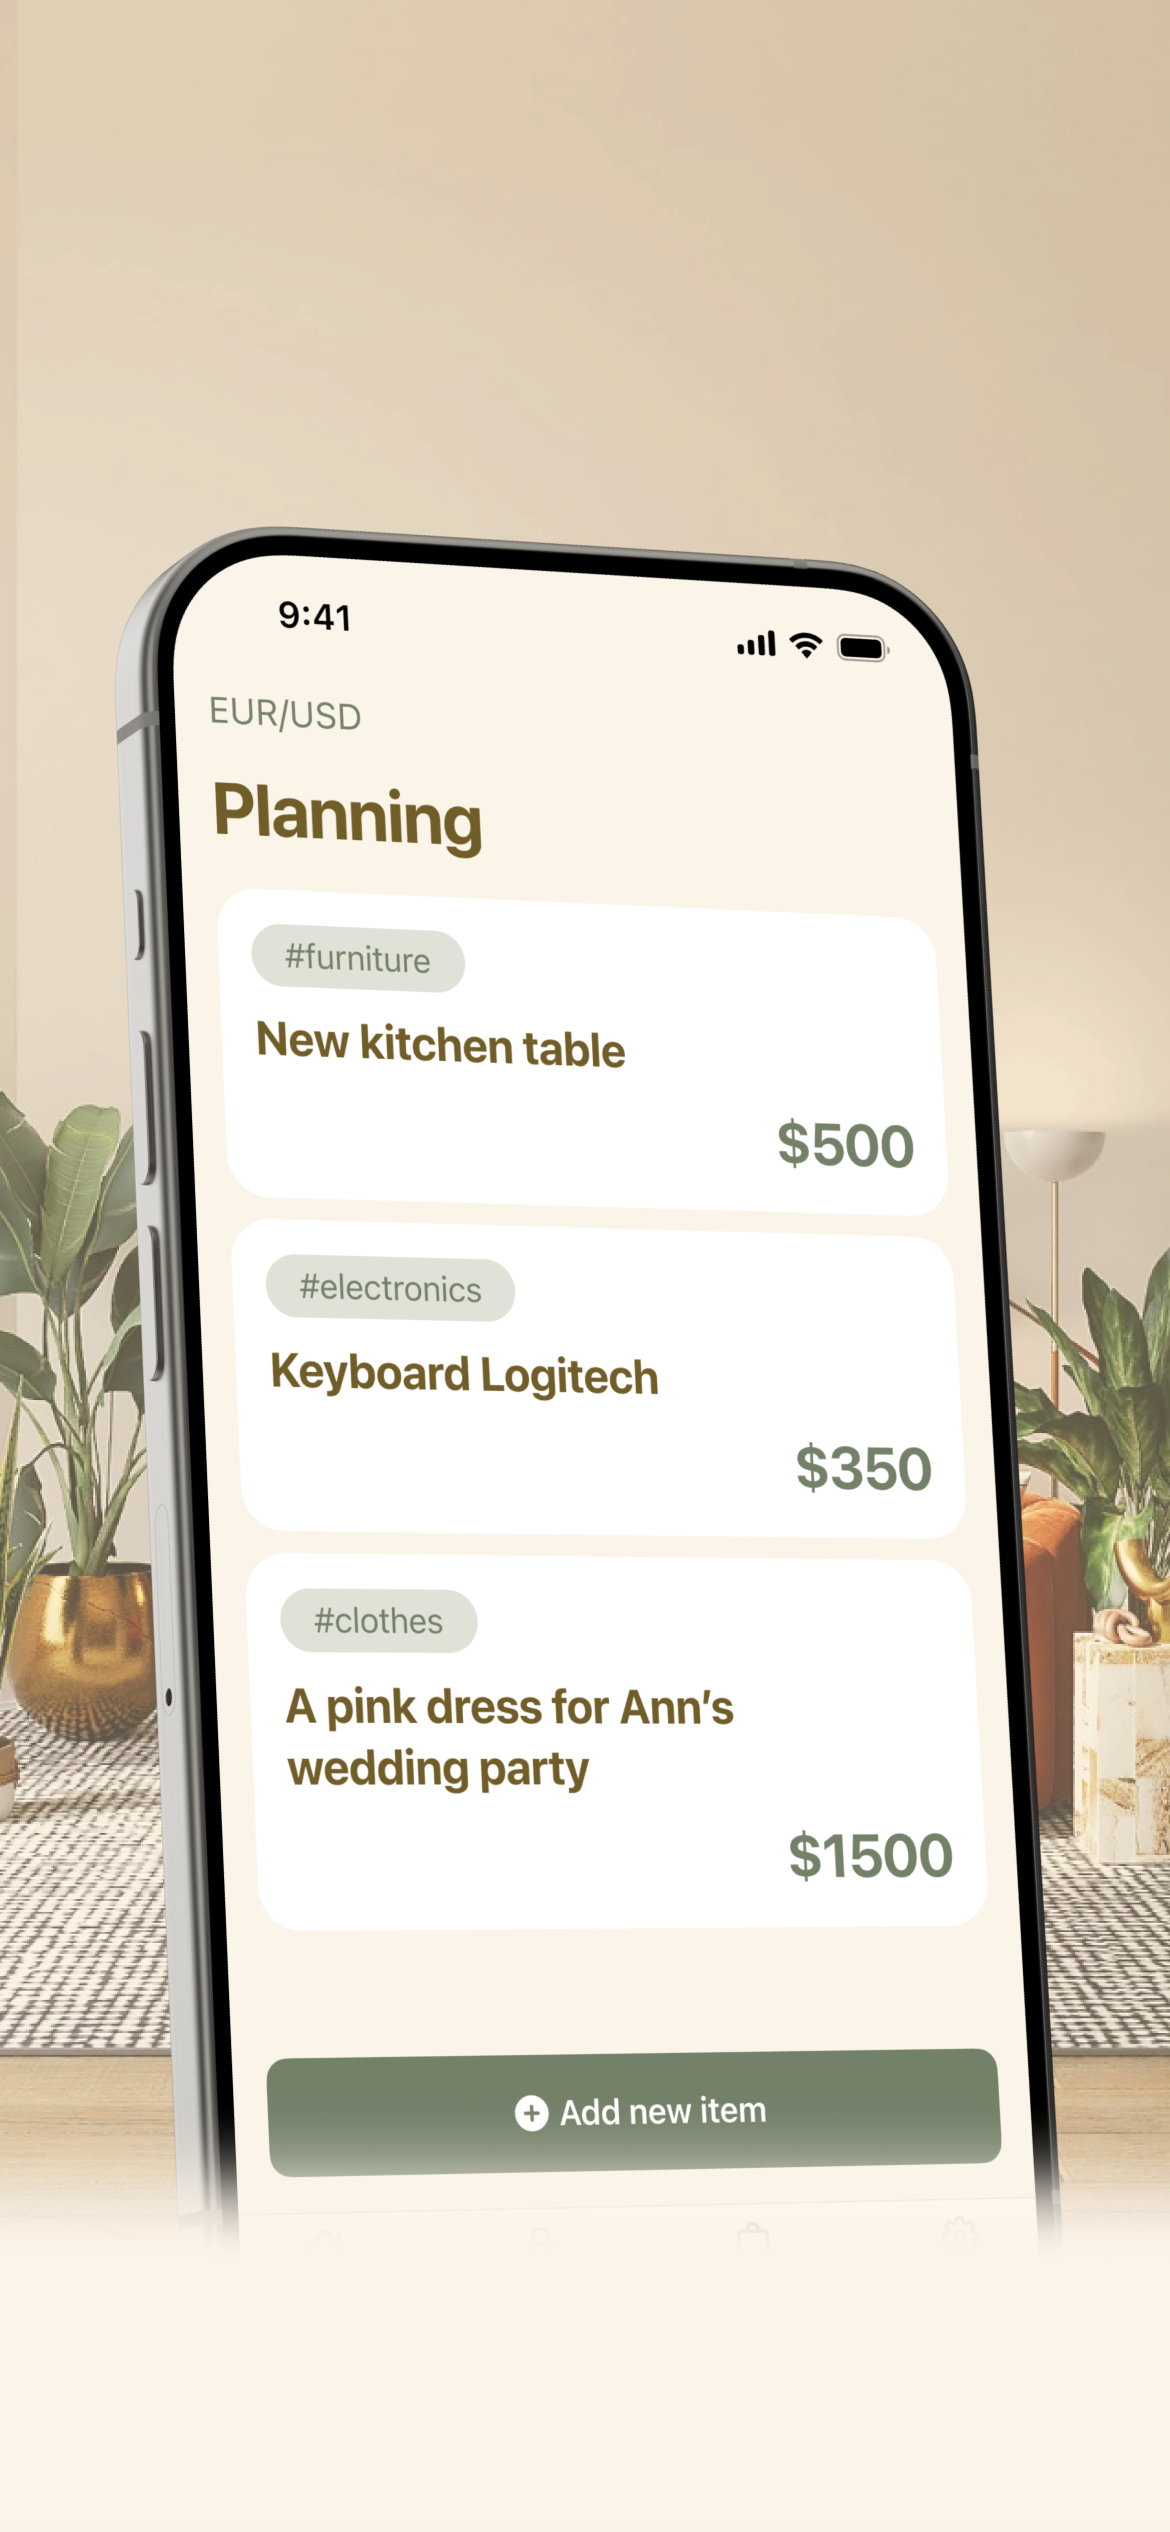 9:41
EUR/USD
Planning
#furniture
New kitchen table
$500
#electronics
Keyboard Logitech
$350
#clothes
A pink dress for Ann's
wedding party
$1500
Add new item